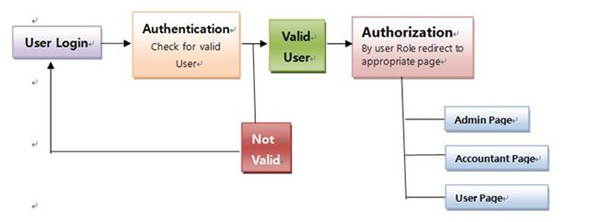 User Login
Authentication
Check for valid
User↵
Valid
User↵
Authorization↵
By user Role redirect to
appropriate page↵
Not
Valid
Admin Page↵
Accountant Page↵
User Page↵